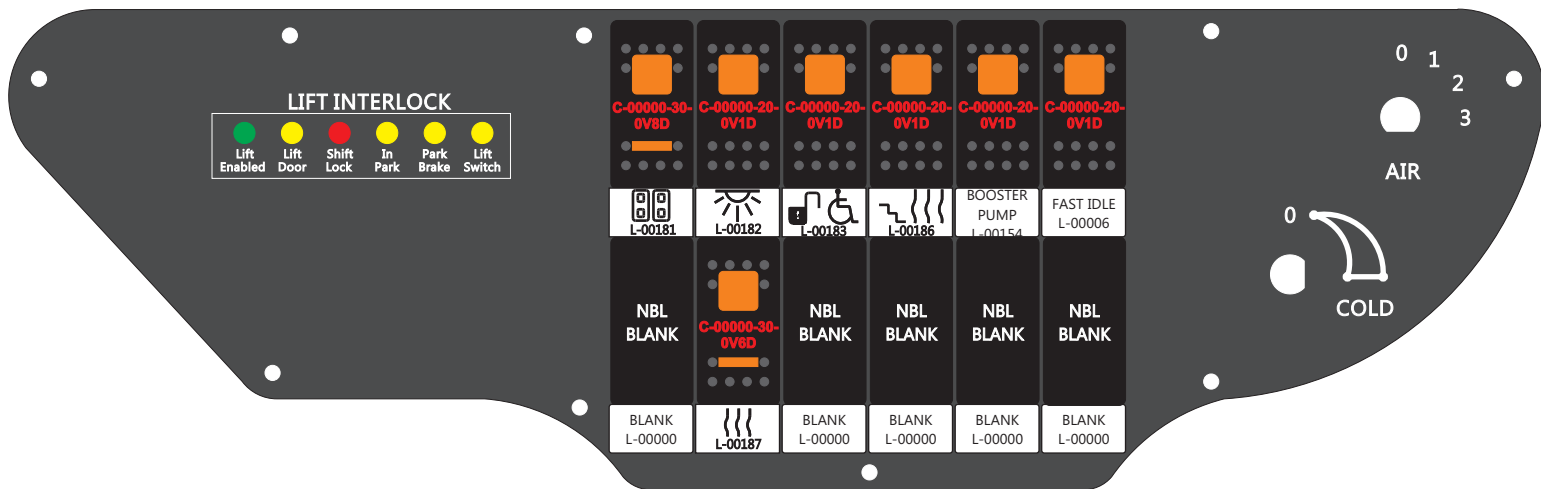 LIFT INTERLOCK
Lift Enabled
Lift Door
Shift Lock
In Park
Park Brake
Lift Switch
C-00000-30-
0V8D
C-00000-20-
0V1D
C-00000-20-
0V1D
C-00000-20-
0V1D
C-00000-20-
0V1D
C-00000-20-
0V1D
L-00181
L-00182
L-00183
L-00186
BOOSTER
PUMP
L-00154
FAST IDLE
L-00006
NBL
BLANK
C-00000-30-
0V6D
NBL
BLANK
NBL
BLANK
NBL
BLANK
NBL
BLANK
BLANK
L-00000
L-00187
BLANK
L-00000
BLANK
L-00000
BLANK
L-00000
BLANK
L-00000
0
1
2
3
AIR
0
COLD